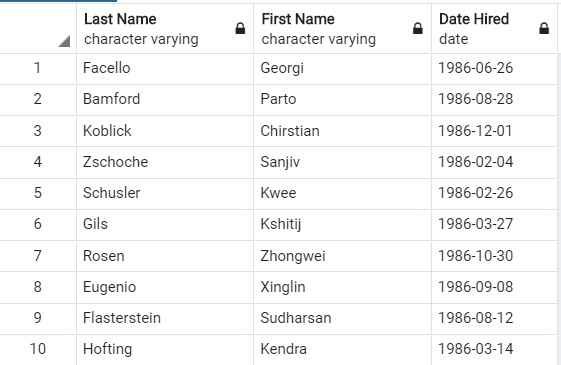 Last Name First Name Date Hired
character varying character varying date
1 Facello Georgi 1986-06-26
2 Bamford Parto 1986-08-28
3 Koblick Chirstian 1986-12-01
4 Zschoche Sanjiv 1986-02-04
5 Schusler Kwee 1986-02-26
6 Gils Kshitij 1986-03-27
7 Rosen Zhongwei 1986-10-30
8 Eugenio Xinglin 1986-09-08
9 Flasterstein Sudharsan 1986-08-12
10 Hofting Kendra 1986-03-14